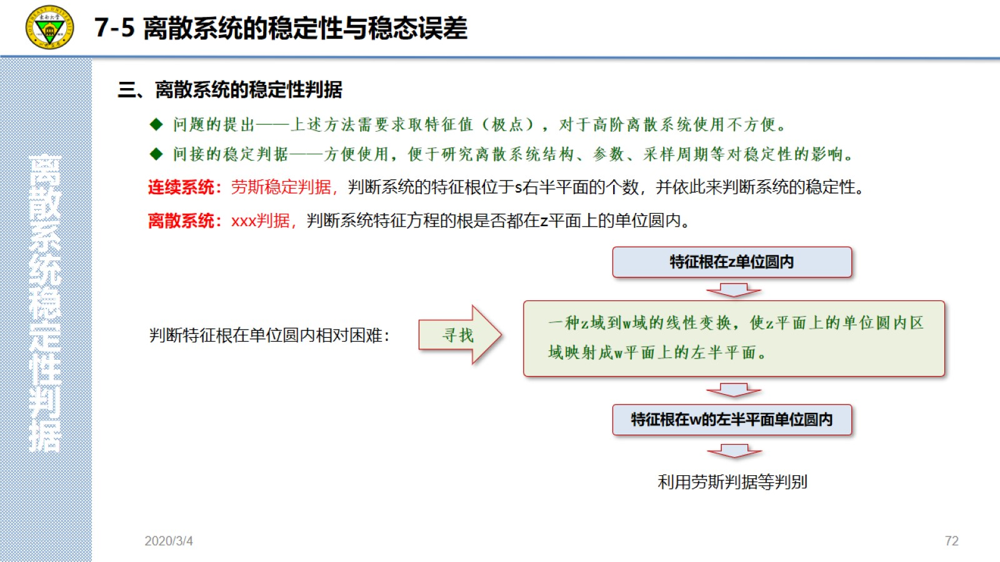 7-5 离散系统的稳定性与稳态误差
离散系统稳定性判据
三、离散系统的稳定性判据
◆ 问题的提出——上述方法需要求取特征值（极点），对于高阶离散系统使用不方便。
◆ 间接的稳定判据——方便使用，便于研究离散系统结构、参数、采样周期等对稳定性的影响。
连续系统：劳斯稳定判据，判断系统的特征根位于s右半平面的个数，并依此来判断系统的稳定性。
离散系统：xxx判据，判断系统特征方程的根是否都在z平面上的单位圆内。
特征根在z单位圆内
判断特征根在单位圆内相对困难：
寻找
一种z域到w域的线性变换，使z平面上的单位圆内区
域映射成w平面上的左半平面。
特征根在w的左半平面单位圆内
利用劳斯判据等判别
2020/3/4
72